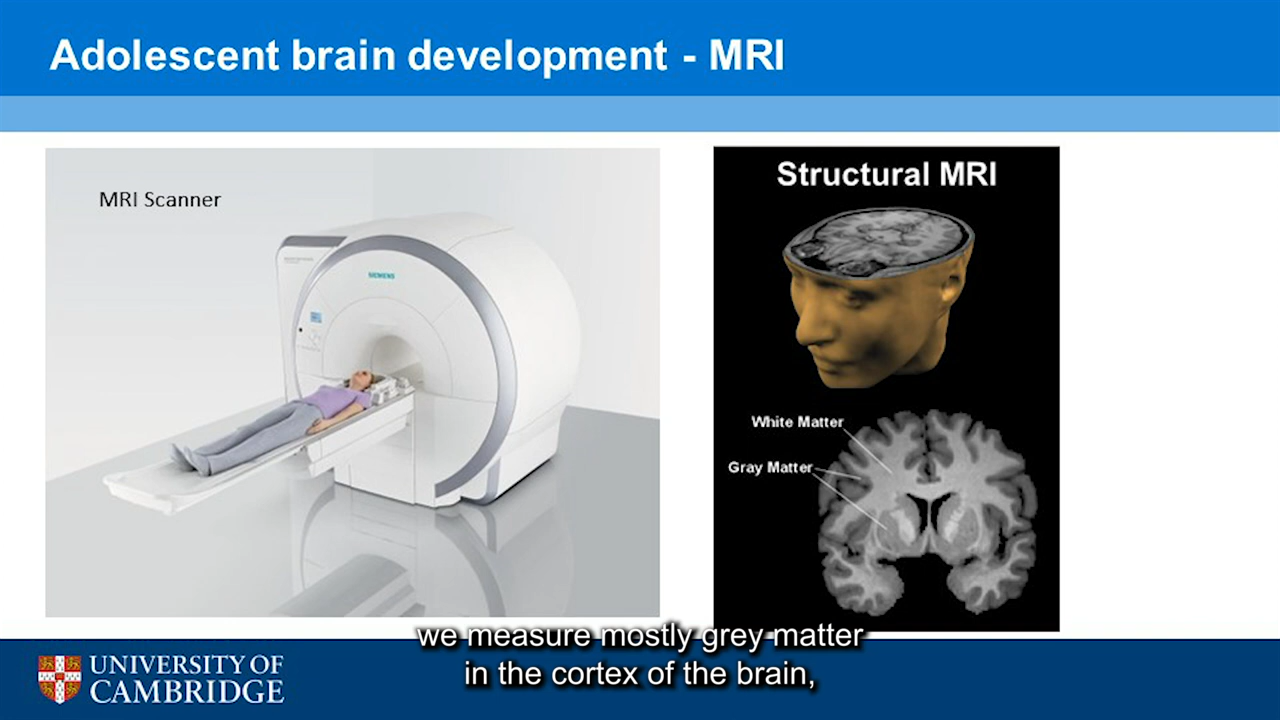 Adolescent brain development - MRI
MRI Scanner
SIEMENS
Structural MRI
White Matter
Gray Matter
we measure mostly grey matter
in the cortex of the brain,
UNIVERSITY OF
CAMBRIDGE